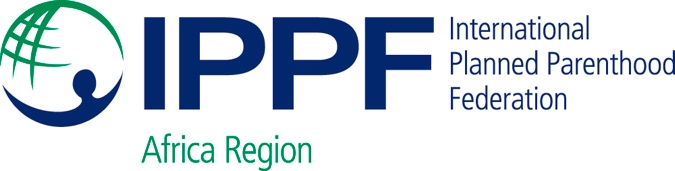 IPPF
International
Planned Parenthood
Federation
Africa Region